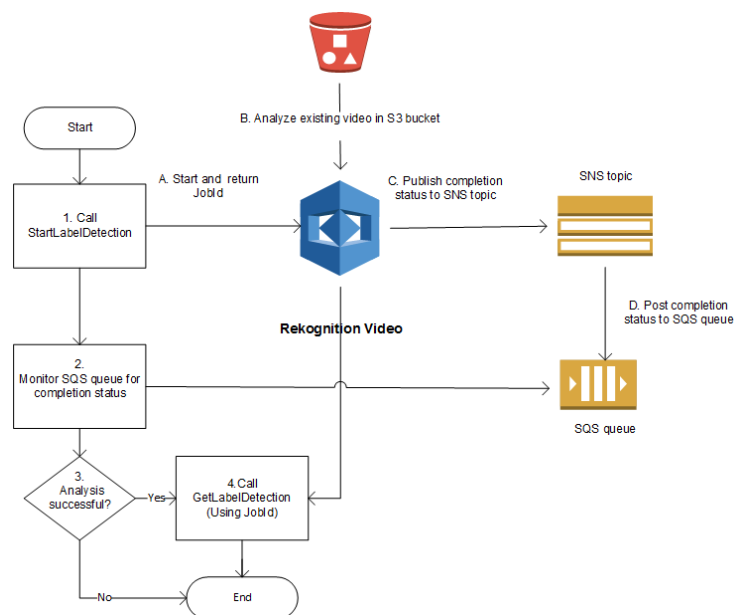 B. Analyze existing video in S3 bucket
Start
A. Start and return
JobId
C. Publish completion
status to SNS topic
SNS topic
1. Call
StartLabelDetection
D. Post completion
status to SQS queue
Rekognition Video
2.
Monitor SQS queue for
completion status
SQS queue
3.
Analysis
successful?
Yes
4.Call
GetLabelDetection
(Using JobId)
No
End